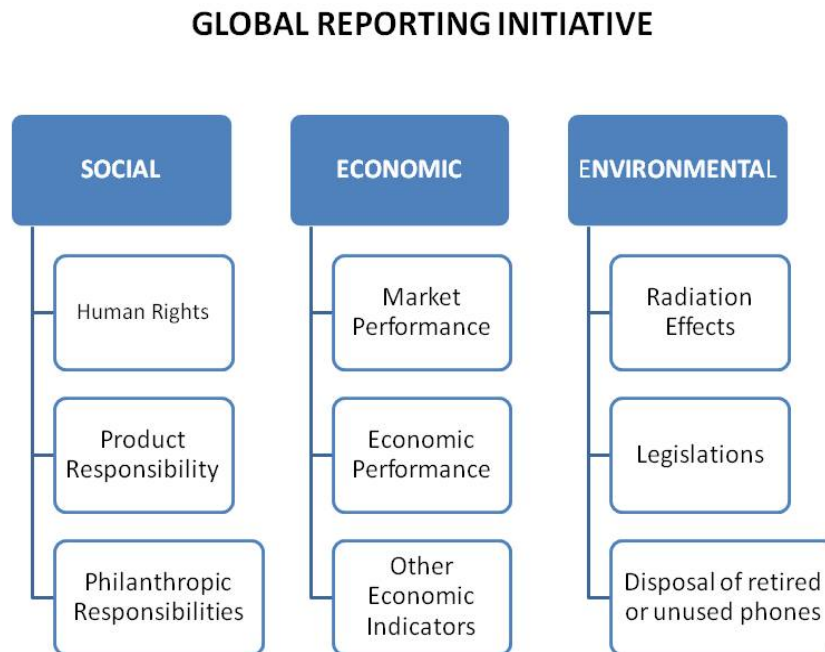 GLOBAL REPORTING INITIATIVE
SOCIAL
Human Rights
Product
Responsibility
Philanthropic
Responsibilities
ECONOMIC
Market
Performance
Economic
Performance
Other
Economic
Indicators
ENVIRONMENTAL
Radiation
Effects
Legislations
Disposal of retired
or unused phones